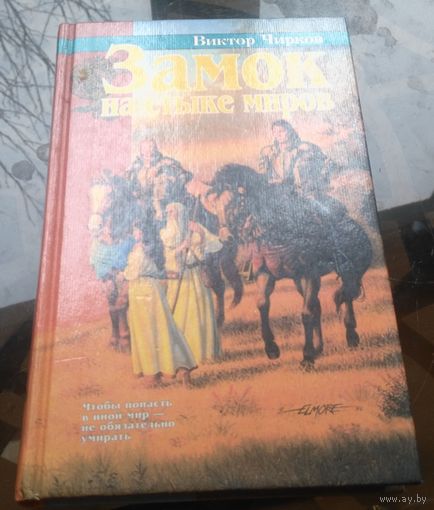 Виктор Чирков
Замок
на стыке миров
Чтобы попасть
в иной мир —
не обязательно
умирать
ELMORE
www.ay.by